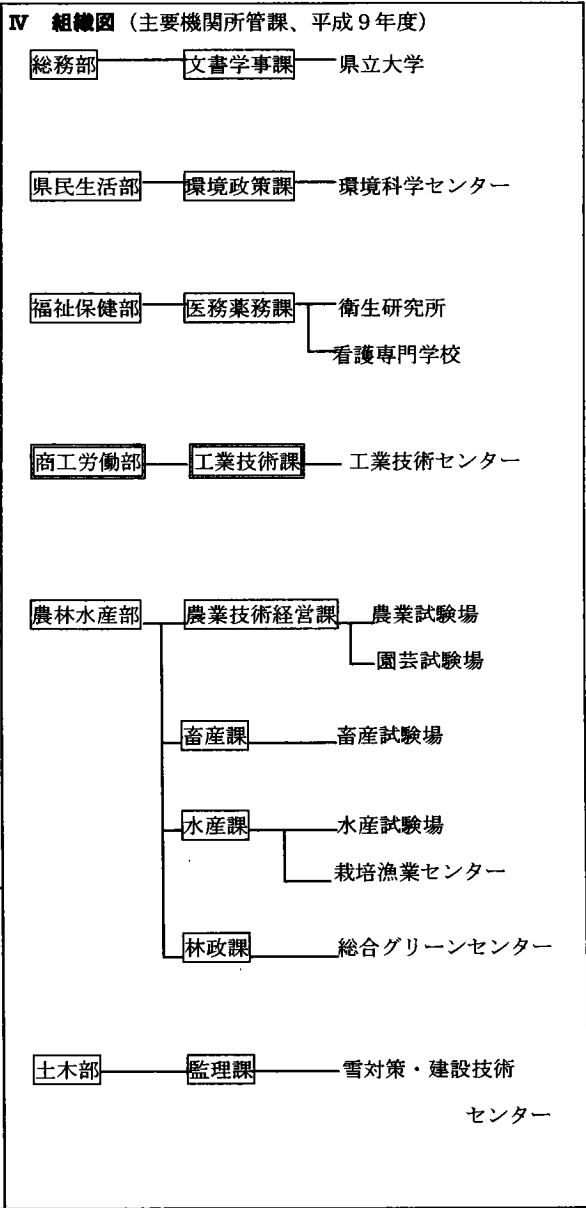 Ⅳ 組織図(主要機関所管課、平成9年度)
総務部 文書学事課 県立大学
県民生活部 環境政策課 環境科学センター
福祉保健部 医務薬務課 衛生研究所
看護専門学校
商工労働部 工業技術課 工業技術センター
農林水産部 農業技術経営課 農業試験場
園芸試験場
畜産課 畜産試験場
水産課 水産試験場
栽培漁業センター
林政課 総合グリーンセンター
土木部 監理課 雪対策・建設技術
センター